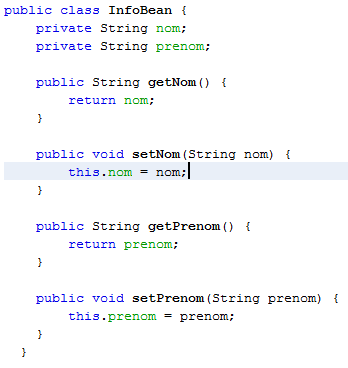 public class InfoBean {
    private String nom;
    private String prenom;

    public String getNom() {
        return nom;
    }

    public void setNom(String nom) {
        this.nom = nom;
    }

    public String getPrenom() {
        return prenom;
    }

    public void setPrenom(String prenom) {
        this.prenom = prenom;
    }
  }